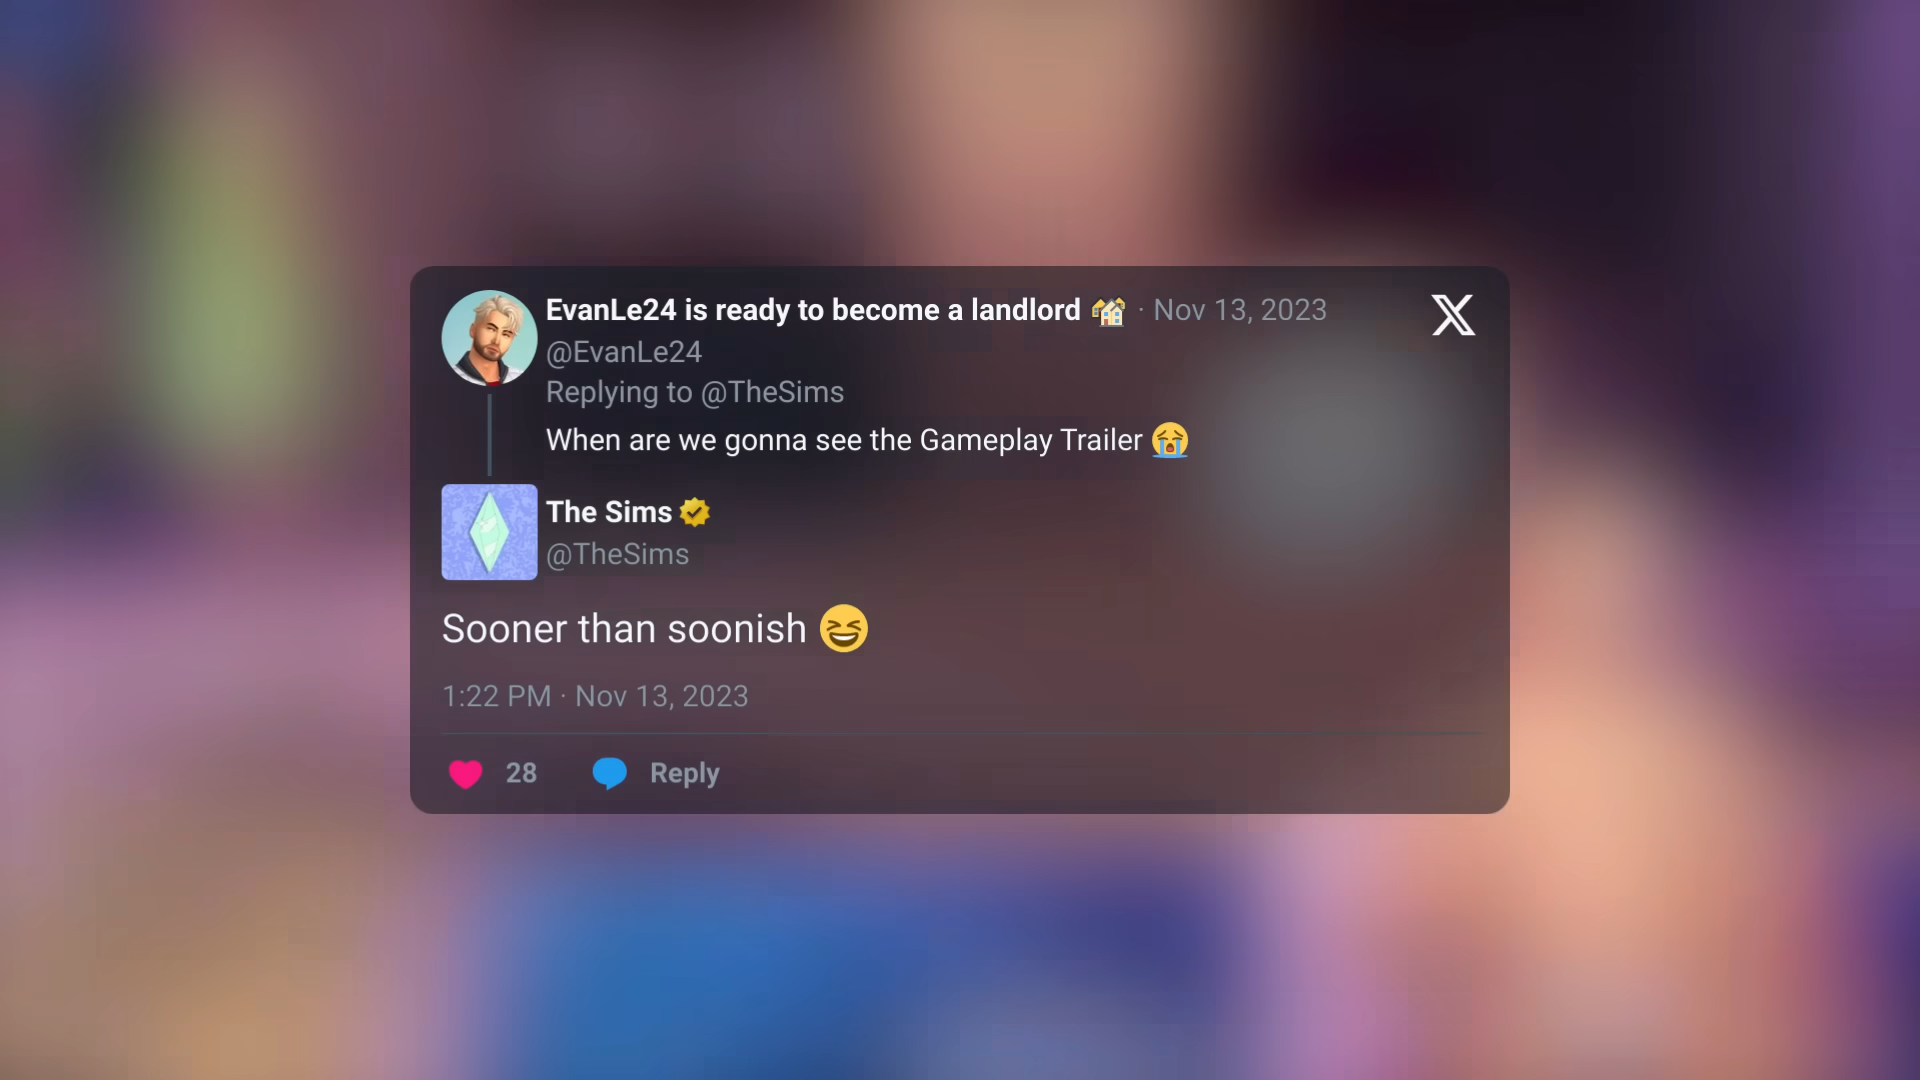 EvanLe24 is ready to become a landlord 🏘️ · Nov 13, 2023
@EvanLe24
Replying to @TheSims
When are we gonna see the Gameplay Trailer 😭
The Sims
@TheSims
Sooner than soonish 😆
1:22 PM · Nov 13, 2023
28 Reply